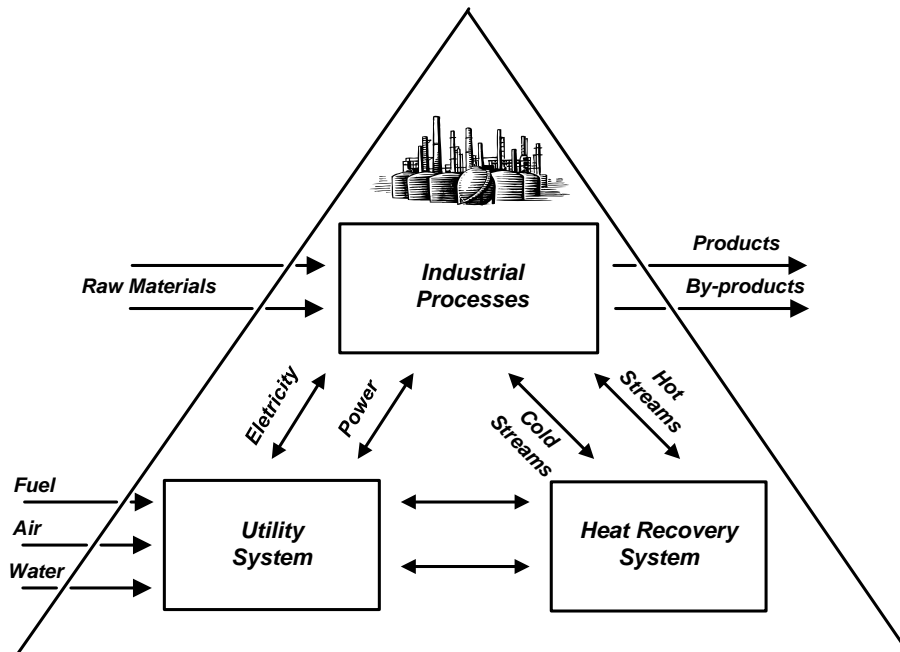 Industrial
Processes
Raw Materials
Products
By-products
Eletricity
Power
Cold
Streams
Hot
Streams
Fuel
Air
Water
Utility
System
Heat Recovery
System